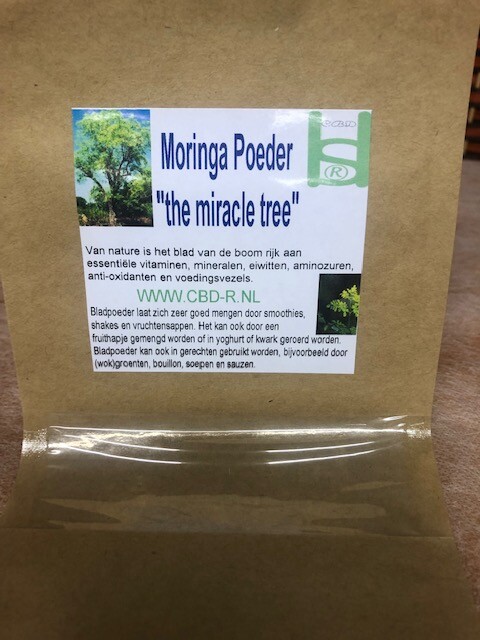 Moringa Poeder
"the miracle tree"
®
Van nature is het blad van de boom rijk aan
essentiële vitaminen, mineralen, eiwitten, aminozuren,
anti-oxidanten en voedingsvezels.
WWW.CBD-R.NL
Bladpoeder laat zich zeer goed mengen door smoothies,
shakes en vruchtensappen. Het kan ook door een
fruithapje gemengd worden of in yoghurt of kwark geroerd worden.
Bladpoeder kan ook in gerechten gebruikt worden, bijvoorbeeld door
(wok)groenten, bouillon, soepen en sauzen.